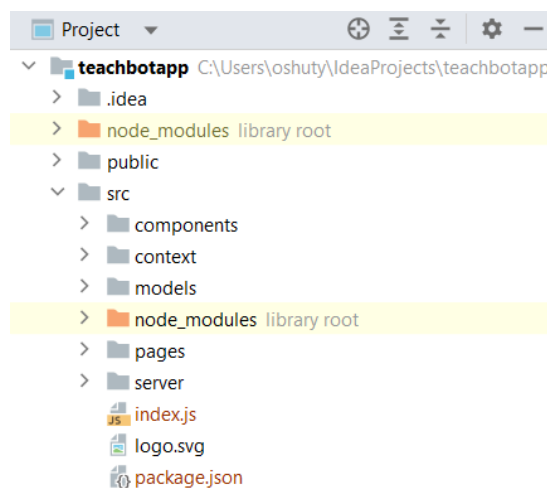 Project
teachbotapp C:\Users\oshuty\IdeaProjects\teachbotapp
.idea
node_modules library root
public
src
components
context
models
node_modules library root
pages
server
JS index.js
logo.svg
{} package.json